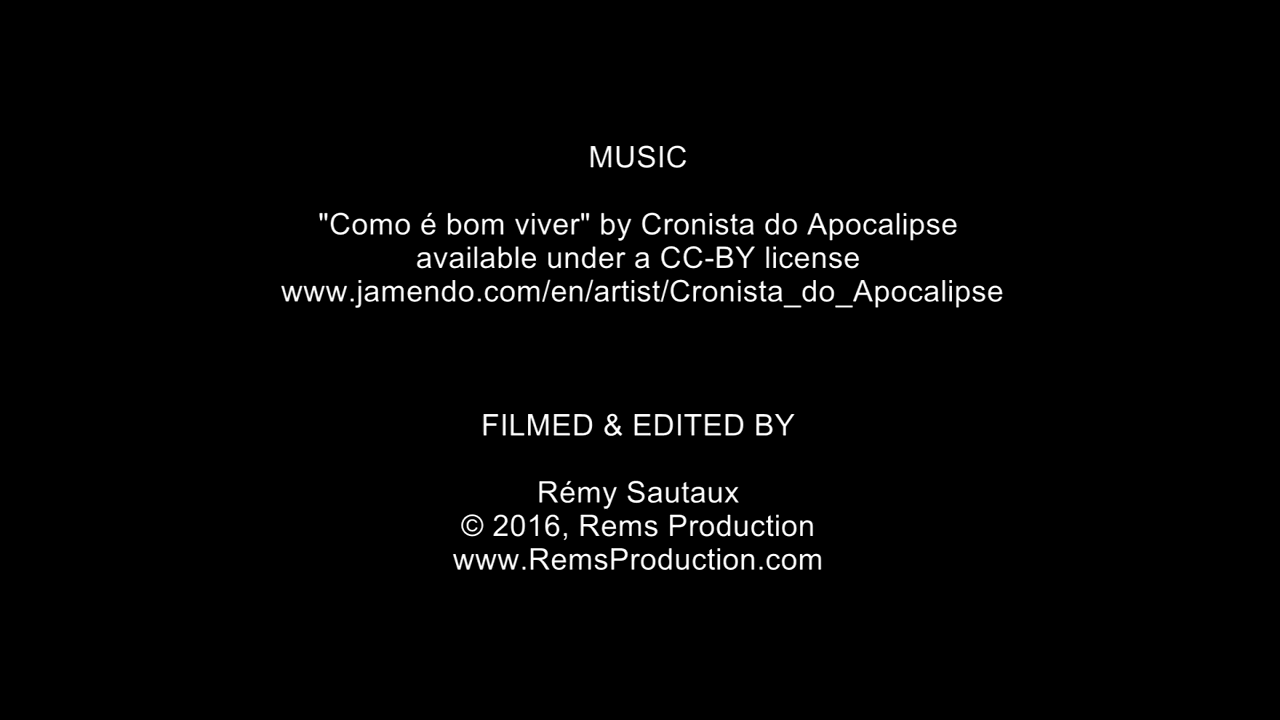 MUSIC
"Como é bom viver" by Cronista do Apocalipse
available under a CC-BY license
www.jamendo.com/en/artist/Cronista_do_Apocalipse
FILMED & EDITED BY
Rémy Sautaux
© 2016, Rems Production
www.RemsProduction.com